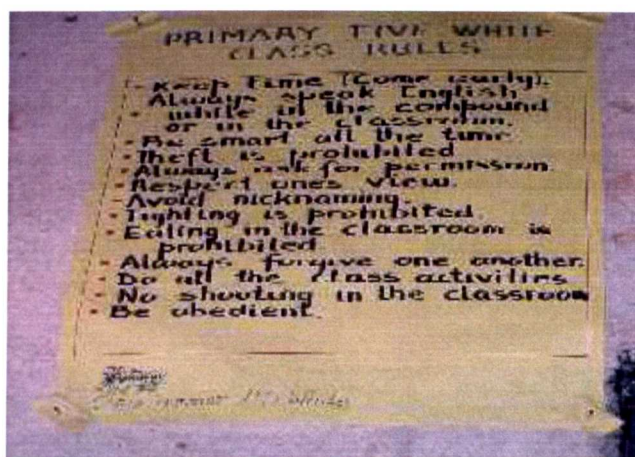 PRIMARY FIVE WHITE
CLASS RULES
- Keep Time (Come early).
Always speak English
- while in the compound
or in the classroom.
- Be smart all the time
- Theft is prohibited
- Always ask for permission
- Respect ones view.
- Avoid nicknaming.
- Fighting is prohibited.
- Eating in the classroom is
prohibited
- Always forgive one another.
- Do all the class activities
- No shouting in the classroom
- Be obedient.